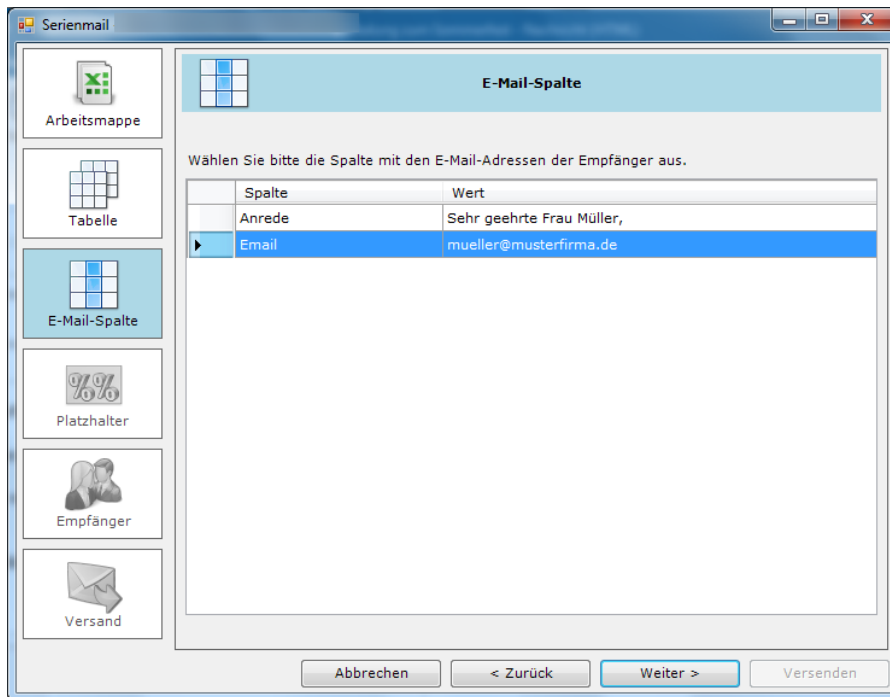 Serienmail
Arbeitsmappe
Tabelle
E-Mail-Spalte
Platzhalter
Empfänger
Versand
E-Mail-Spalte
Wählen Sie bitte die Spalte mit den E-Mail-Adressen der Empfänger aus.
Spalte Wert
Anrede Sehr geehrte Frau Müller,
Email mueller@musterfirma.de
Abbrechen < Zurück Weiter > Versenden